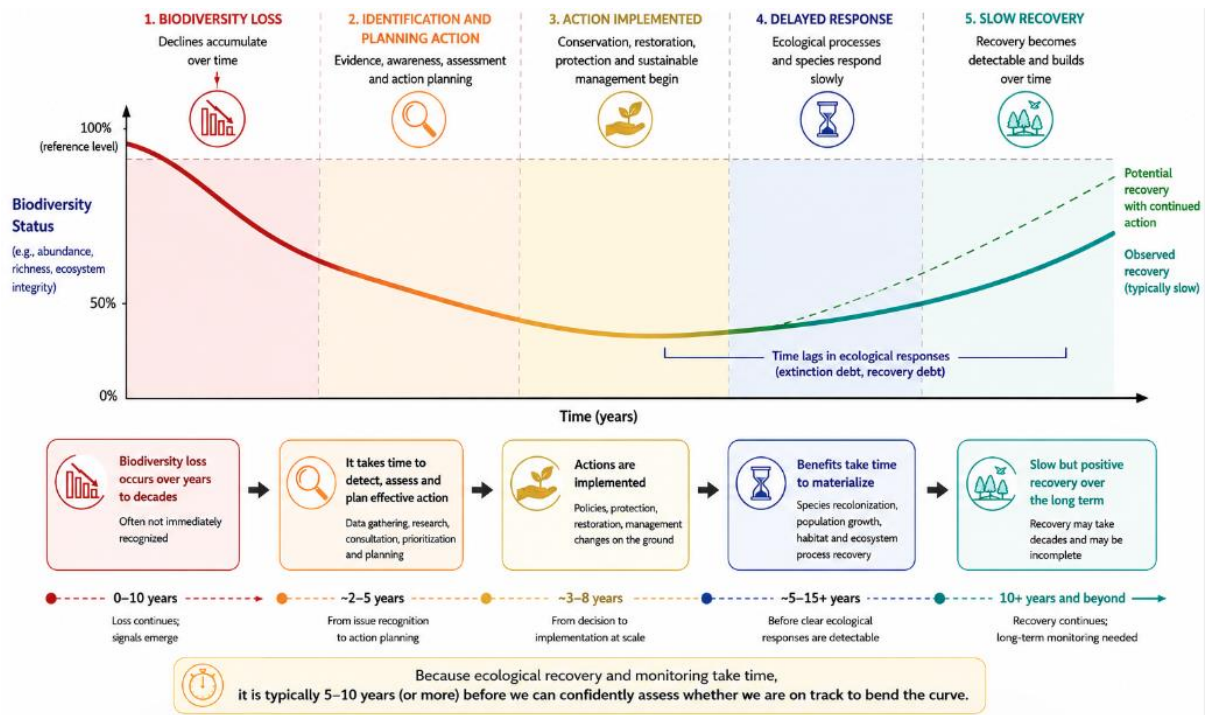 1. BIODIVERSITY LOSS
Declines accumulate
over time
2. IDENTIFICATION AND
PLANNING ACTION
Evidence, awareness, assessment
and action planning
3. ACTION IMPLEMENTED
Conservation, restoration,
protection and sustainable
management begin
4. DELAYED RESPONSE
Ecological processes
and species respond
slowly
5. SLOW RECOVERY
Recovery becomes
detectable and builds
over time
100%
(reference level)
Biodiversity
Status
(e.g., abundance,
richness, ecosystem
integrity)
50%
0%
Potential
recovery
with continued
action
Observed
recovery
(typically slow)
Time lags in ecological responses
(extinction debt, recovery debt)
Time (years)
Biodiversity loss
occurs over years
to decades
Often not immediately
recognized
It takes time to
detect, assess and
plan effective action
Data gathering, research,
consultation, prioritization
and planning
Actions are
implemented
Policies, protection,
restoration, management
changes on the ground
Benefits take time
to materialize
Species recolonization,
population growth,
habitat and ecosystem
process recovery
Slow but positive
recovery over
the long term
Recovery may take
decades and may be
incomplete
0–10 years
Loss continues;
signals emerge
~2–5 years
From issue recognition
to action planning
~3–8 years
From decision to
implementation at scale
~5–15+ years
Before clear ecological
responses are detectable
10+ years and beyond
Recovery continues;
long-term monitoring needed
Because ecological recovery and monitoring take time,
it is typically 5–10 years (or more) before we can confidently assess whether we are on track to bend the curve.